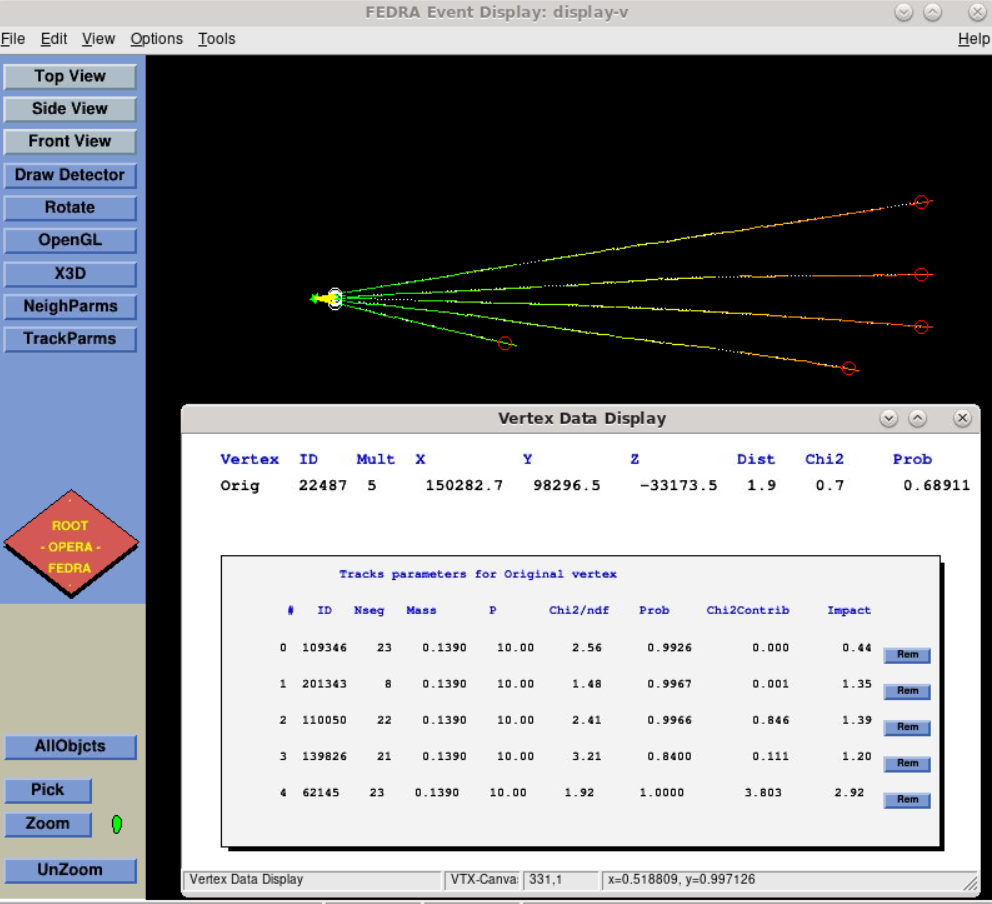 FEDRA Event Display: display-v
File Edit View Options Tools Help
Top View
Side View
Front View
Draw Detector
Rotate
OpenGL
X3D
NeighParms
TrackParms
ROOT
- OPERA -
FEDRA
AllObjcts
Pick
Zoom
UnZoom
Vertex Data Display
Vertex ID Mult X Y Z Dist Chi2 Prob
Orig 22487 5 150282.7 98296.5 -33173.5 1.9 0.7 0.68911
Tracks parameters for Original vertex
# ID Nseg Mass P Chi2/ndf Prob Chi2Contrib Impact
0 109346 23 0.1390 10.00 2.56 0.9926 0.000 0.44 Rem
1 201343 8 0.1390 10.00 1.48 0.9967 0.001 1.35 Rem
2 110050 22 0.1390 10.00 2.41 0.9966 0.846 1.39 Rem
3 139826 21 0.1390 10.00 3.21 0.8400 0.111 1.20 Rem
4 62145 23 0.1390 10.00 1.92 1.0000 3.803 2.92 Rem
Vertex Data Display VTX-Canva 331,1 x=0.518809, y=0.997126